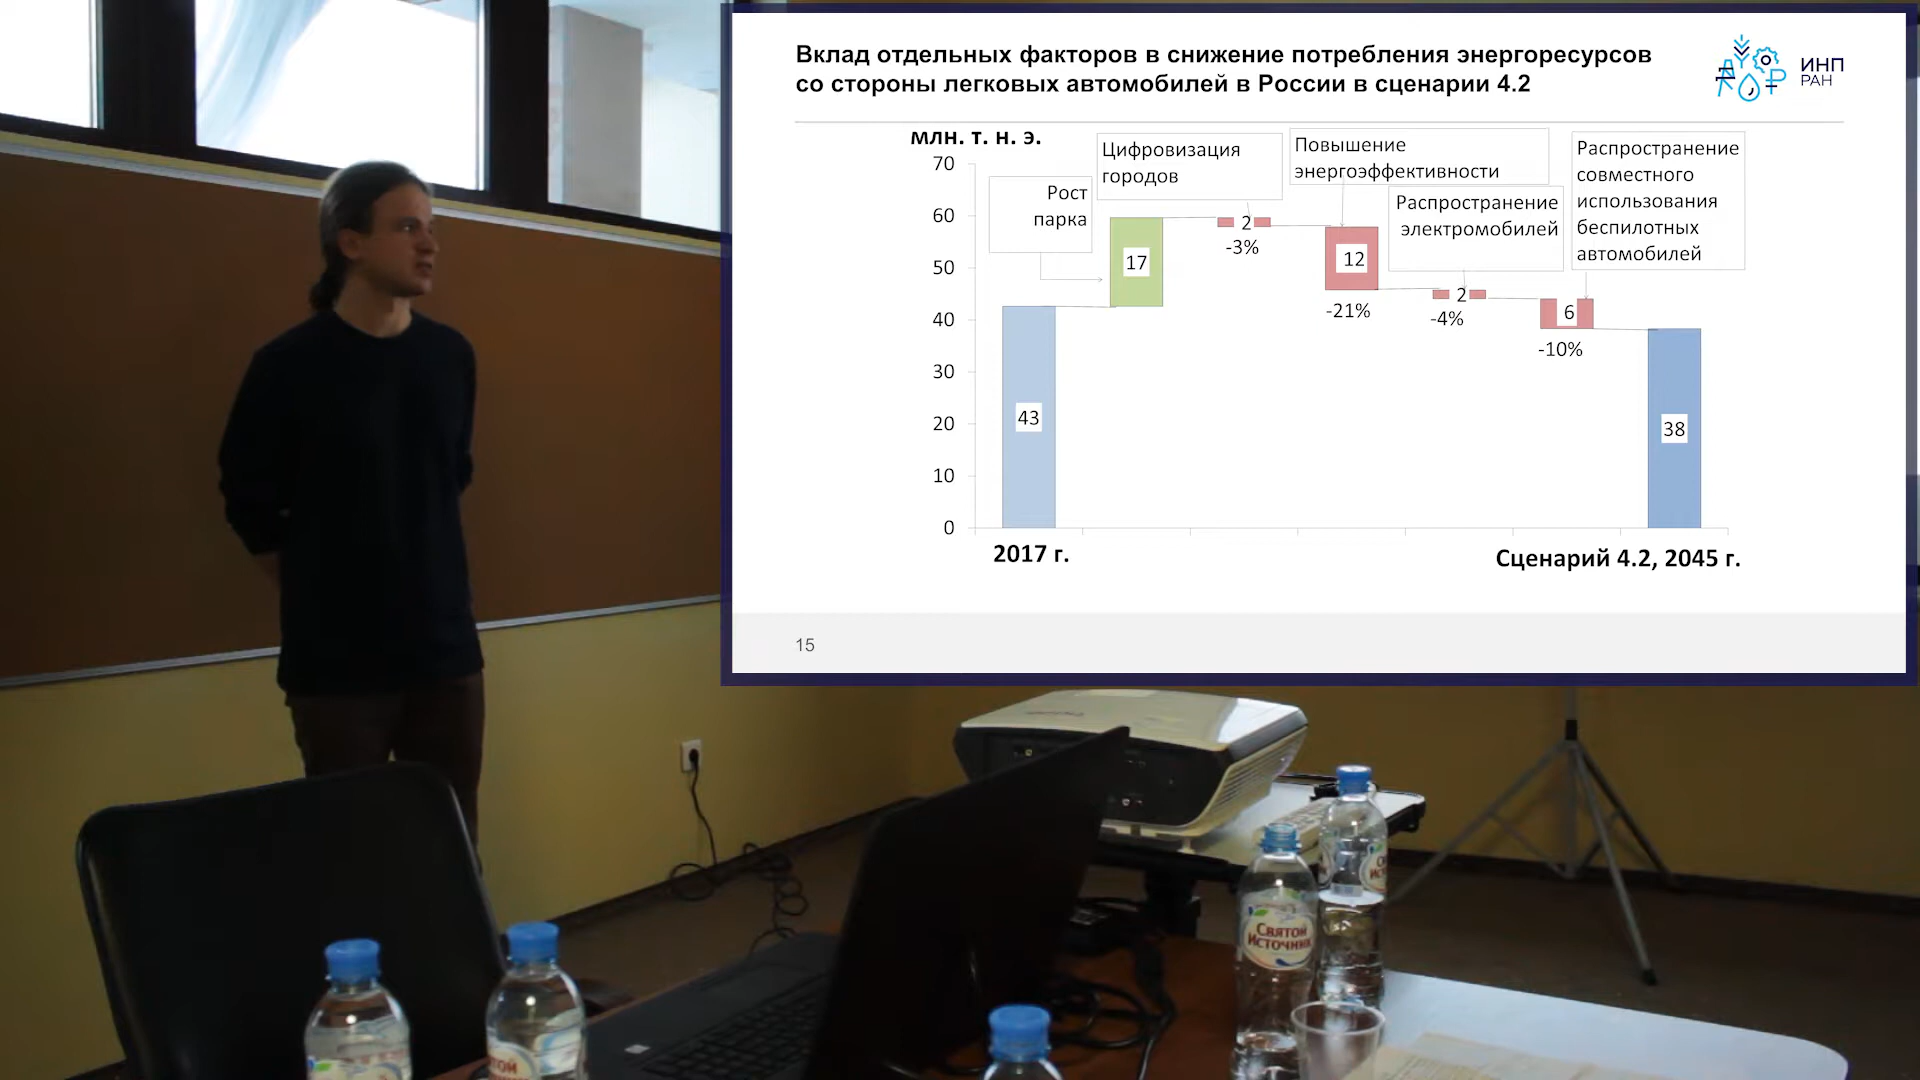 Вклад отдельных факторов в снижение потребления энергоресурсов
со стороны легковых автомобилей в России в сценарии 4.2
ИНП
РАН
млн. т. н. э.
70
60
50
40
30
20
10
0
Рост
парка
Цифровизация
городов
Повышение
энергоэффективности
Распространение
электромобилей
Распространение
совместного
использования
беспилотных
автомобилей
43
17
2
-3%
12
-21%
2
-4%
6
-10%
38
2017 г.
Сценарий 4.2, 2045 г.
15
Святой
Источник